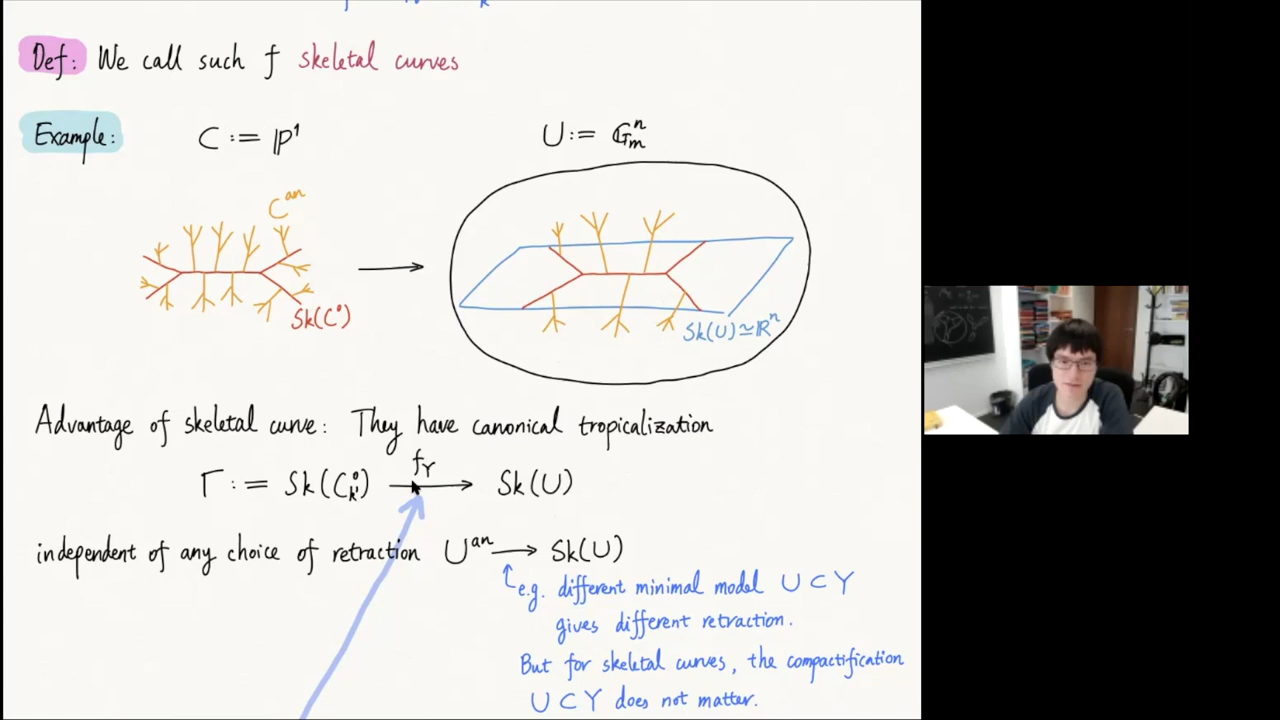 Def: We call such f skeletal curves
Example: C := ℙ¹ U := 𝔾ₘⁿ
Cᵃⁿ
Sk(C°)
Sk(U) ≃ ℝⁿ
Advantage of skeletal curve: They have canonical tropicalization
Γ := Sk(C°ₖ') —fᵧ→ Sk(U)
independent of any choice of retraction Uᵃⁿ → Sk(U)
e.g. different minimal model U ⊂ Y
gives different retraction.
But for skeletal curves, the compactification
U ⊂ Y does not matter.